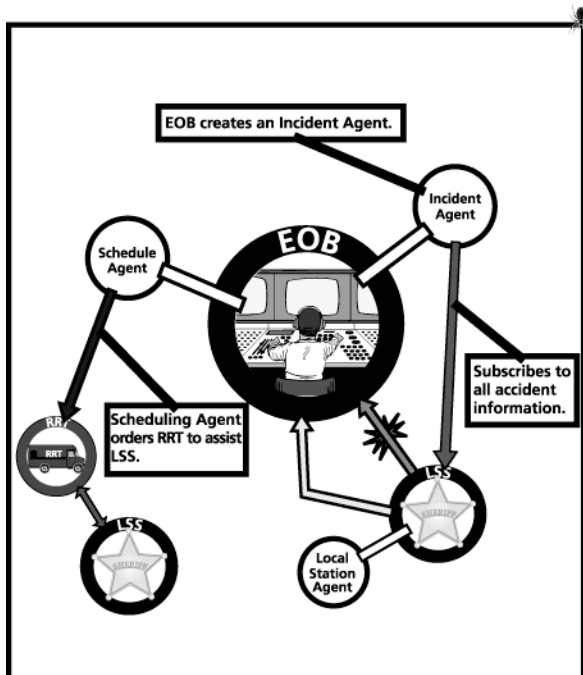 EOB creates an Incident Agent.
Incident
Agent
EOB
Schedule
Agent
Subscribes to
all accident
information.
Scheduling Agent
orders RRT to assist
LSS.
RRT
RRT
LSS
SHERIFF
LSS
SHERIFF
Local
Station
Agent